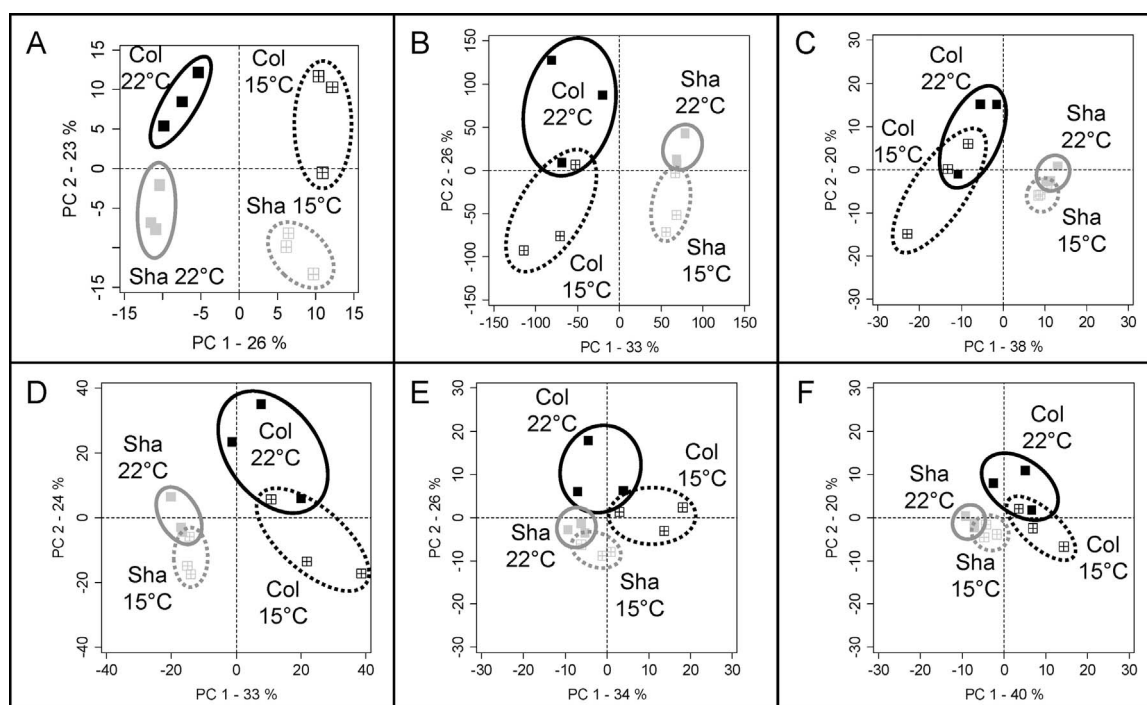 A
Col
22°C
Col
15°C
Sha 15°C
Sha 22°C
15
10
5
0
-5
-15
PC 2 - 23 %
-15
-5
0
5
10
15
PC 1 - 26 %
B
Col
22°C
Sha
22°C
Sha
15°C
Col
15°C
150
100
50
0
-50
-100
-150
PC 2 - 26 %
-150
-50
0
50
100
150
PC 1 - 33 %
C
Col
22°C
Col
15°C
Sha
22°C
Sha
15°C
30
20
10
0
-10
-20
-30
PC 2 - 20 %
-30
-20
-10
0
10
20
30
PC 1 - 38 %
D
Sha
22°C
Col
22°C
Sha
15°C
Col
15°C
40
20
0
-20
-40
PC 2 - 24 %
-40
-20
0
20
40
PC 1 - 33 %
E
Col
22°C
Col
15°C
Sha
22°C
Sha
15°C
30
20
10
0
-10
-20
-30
PC 2 - 26 %
-30
-20
-10
0
10
20
30
PC 1 - 34 %
F
Col
22°C
Sha
22°C
Sha
15°C
Col
15°C
30
20
10
0
-10
-20
-30
PC 2 - 20 %
-30
-20
-10
0
10
20
30
PC 1 - 40 %